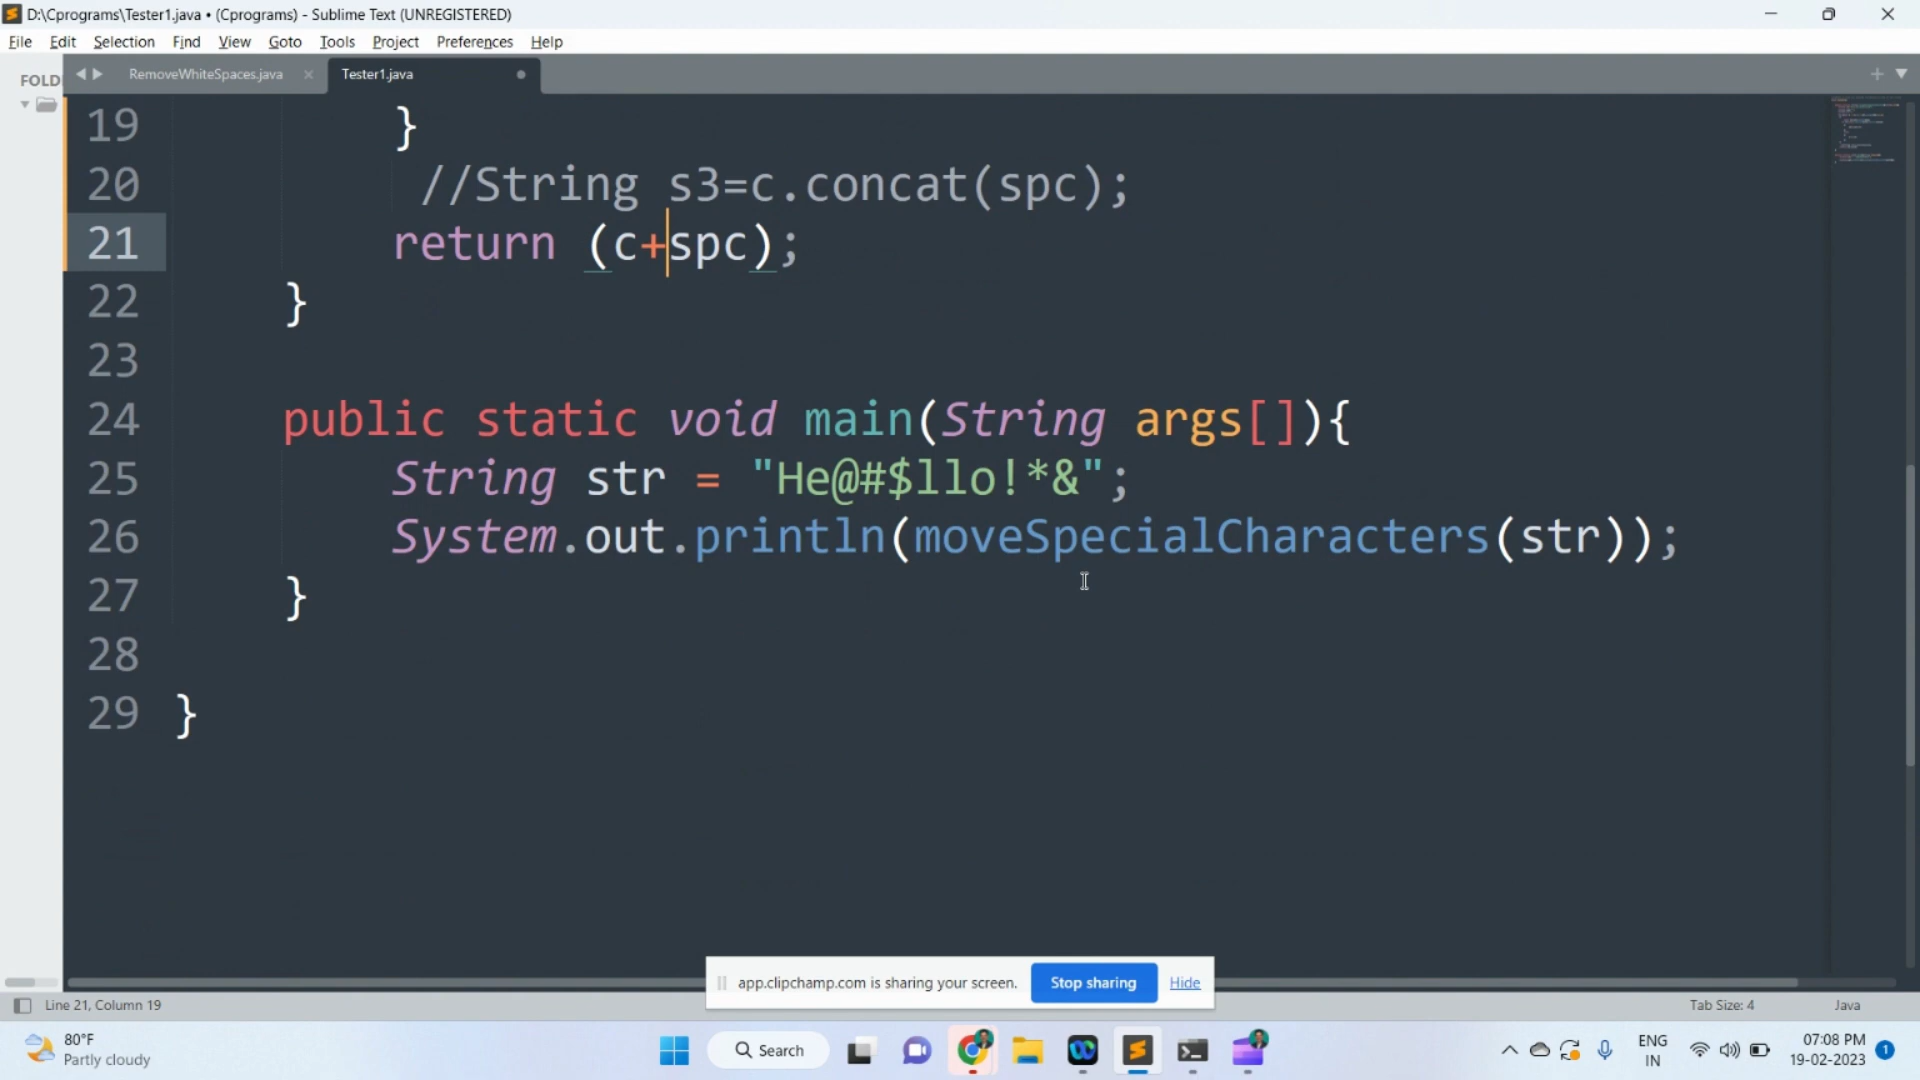 D:\Cprograms\Tester1.java • (Cprograms) - Sublime Text (UNREGISTERED)
File Edit Selection Find View Goto Tools Project Preferences Help
FOLD
RemoveWhiteSpaces.java
Tester1.java
19 }
20 //String s3=c.concat(spc);
21 return (c+spc);
22 }
23
24 public static void main(String args[]){
25 String str = "He@#$llo!*&";
26 System.out.println(moveSpecialCharacters(str));
27 }
28
29 }
app.clipchamp.com is sharing your screen. Stop sharing Hide
Line 21, Column 19
Tab Size: 4
Java
80°F
Partly cloudy
Search
ENG
IN
07:08 PM
19-02-2023
1